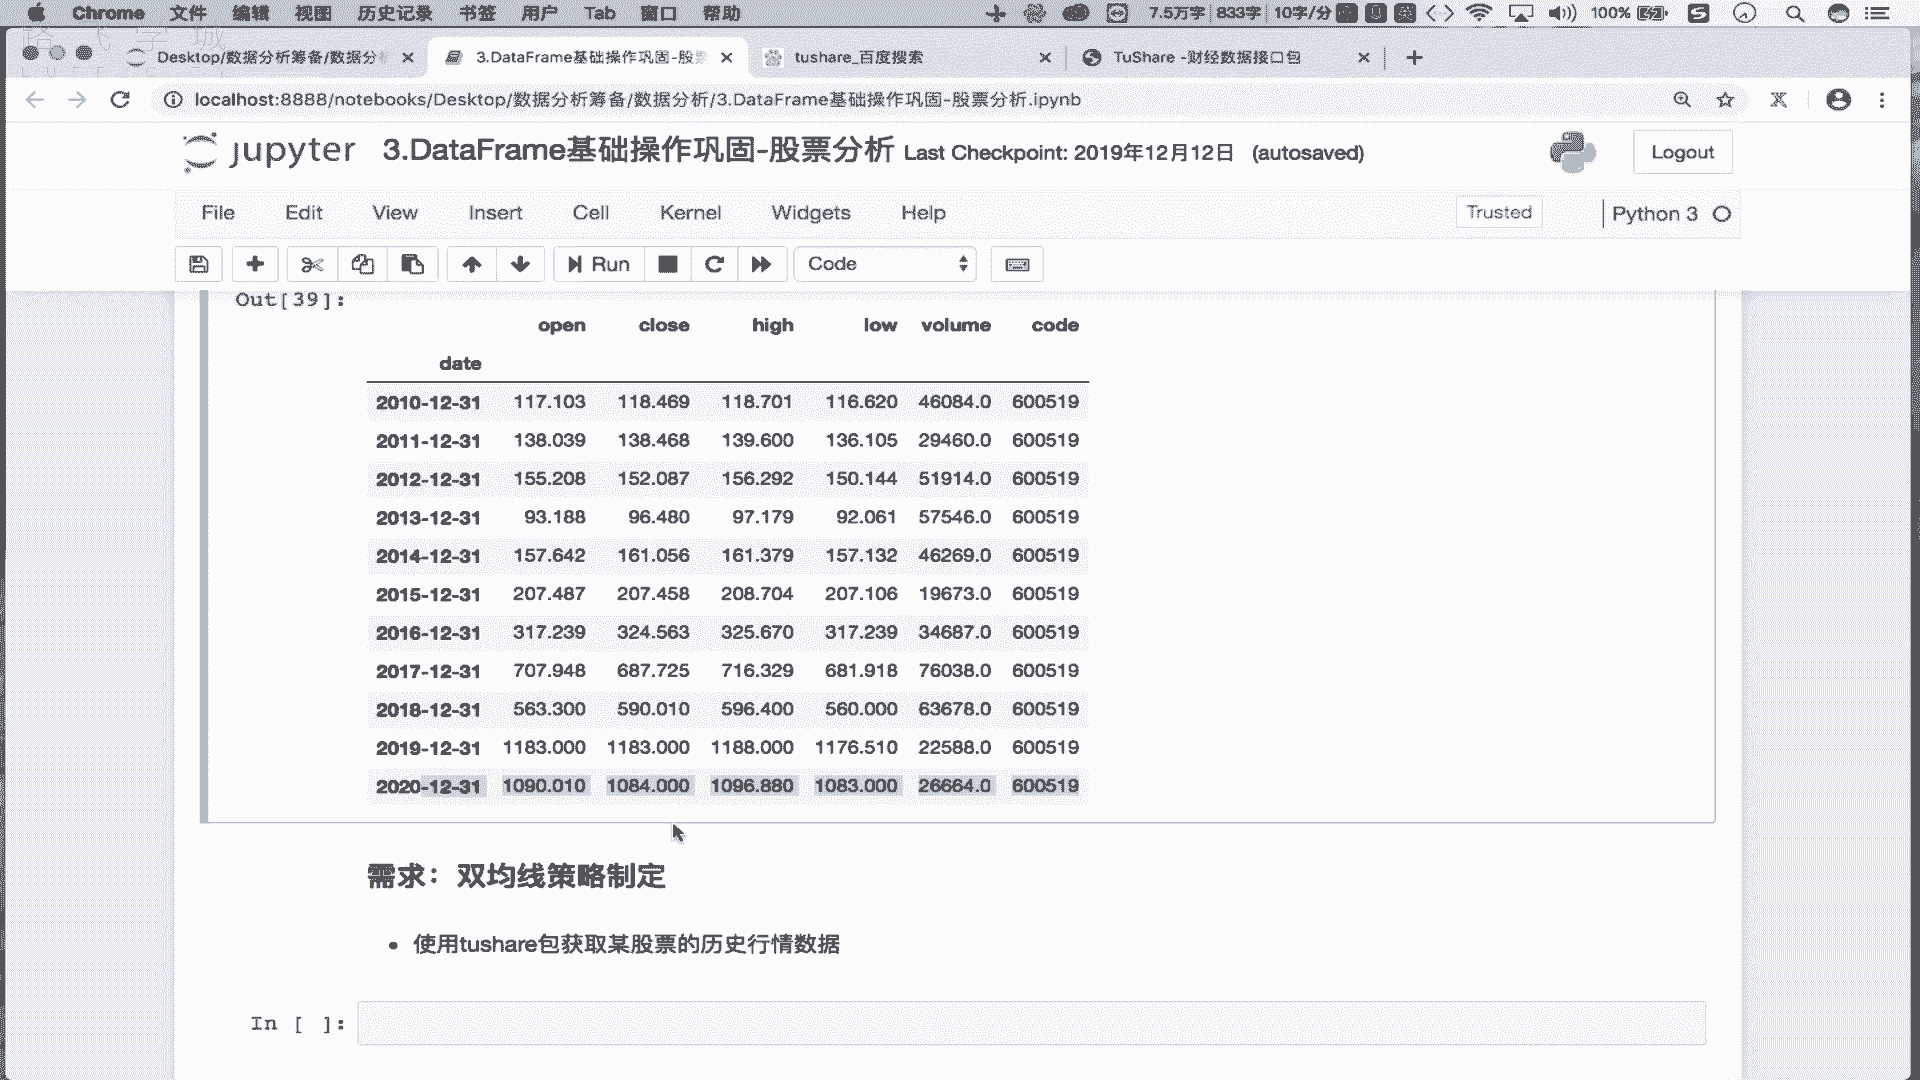 Chrome 文件 编辑 视图 历史记录 书签 用户 Tab 窗口 帮助 7.5万字 833字 10字/分 100%
Desktop/数据分析筹备/数据分 3.DataFrame基础操作巩固-股 tushare_百度搜索 TuShare -财经数据接口包
localhost:8888/notebooks/Desktop/数据分析筹备/数据分析/3.DataFrame基础操作巩固-股票分析.ipynb
jupyter 3.DataFrame基础操作巩固-股票分析 Last Checkpoint: 2019年12月12日 (autosaved) Logout
File Edit View Insert Cell Kernel Widgets Help Trusted Python 3
Run Code
Out[39]:
open close high low volume code
date
2010-12-31 117.103 118.469 118.701 116.620 46084.0 600519
2011-12-31 138.039 138.468 139.600 136.105 29460.0 600519
2012-12-31 155.208 152.087 156.292 150.144 51914.0 600519
2013-12-31 93.188 96.480 97.179 92.061 57546.0 600519
2014-12-31 157.642 161.056 161.379 157.132 46269.0 600519
2015-12-31 207.487 207.458 208.704 207.106 19673.0 600519
2016-12-31 317.239 324.563 325.670 317.239 34687.0 600519
2017-12-31 707.948 687.725 716.329 681.918 76038.0 600519
2018-12-31 563.300 590.010 596.400 560.000 63678.0 600519
2019-12-31 1183.000 1183.000 1188.000 1176.510 22588.0 600519
2020-12-31 1090.010 1084.000 1096.880 1083.000 26664.0 600519
需求：双均线策略制定
• 使用tushare包获取某股票的历史行情数据
In [ ]: